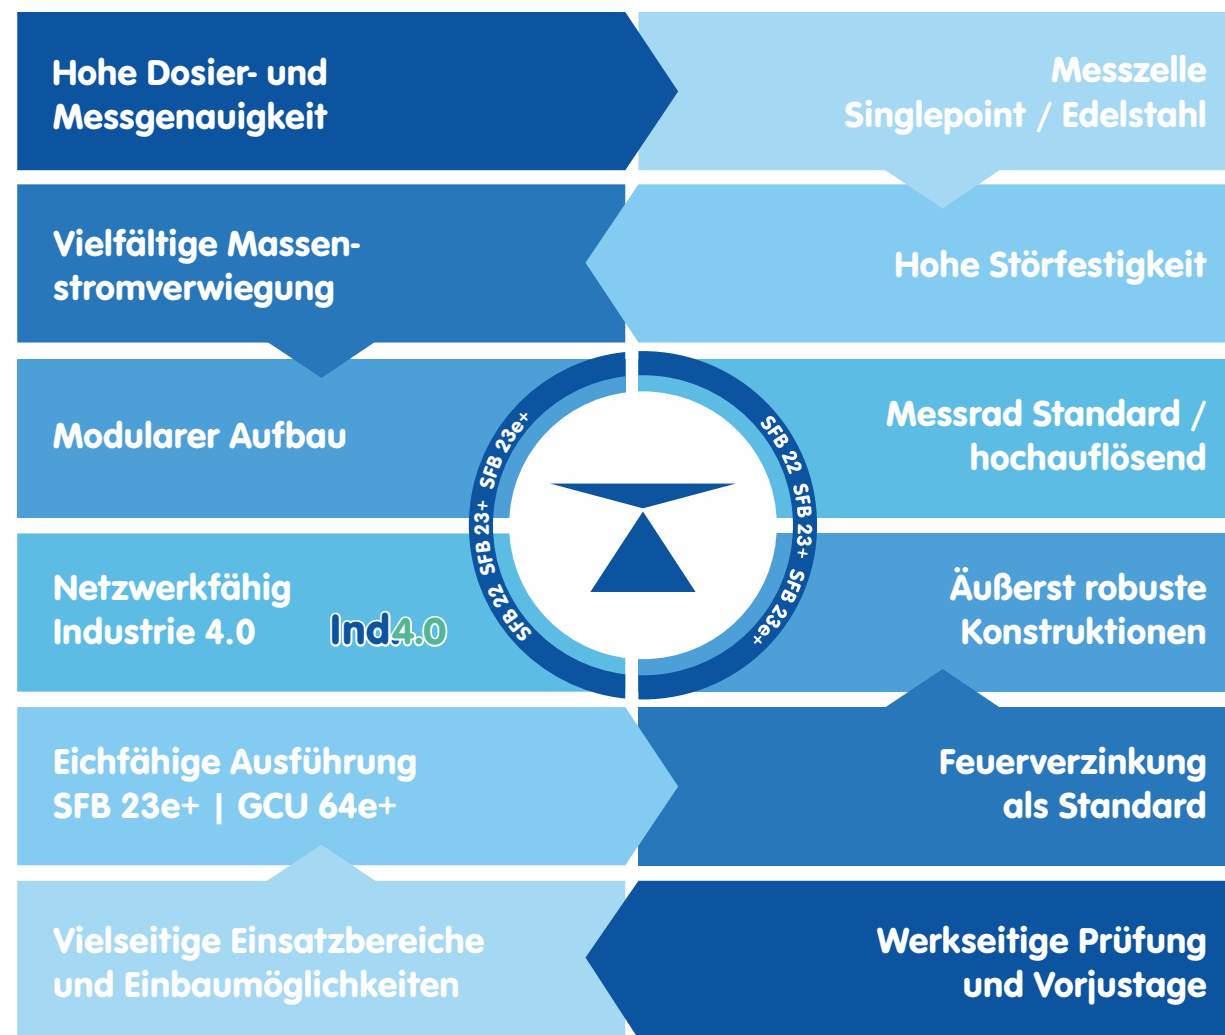 Hohe Dosier- und
Messgenauigkeit
Messzelle
Singlepoint / Edelstahl
Vielfältige Massen-
stromverwiegung
Hohe Störfestigkeit
Modularer Aufbau
Messrad Standard /
hochauflösend
SFB 22 SFB 23+ SFB 23e+
SFB 22 SFB 23+ SFB 23e+
Netzwerkfähig
Industrie 4.0
Ind4.0
Äußerst robuste
Konstruktionen
Eichfähige Ausführung
SFB 23e+ | GCU 64e+
Feuerverzinkung
als Standard
Vielseitige Einsatzbereiche
und Einbaumöglichkeiten
Werkseitige Prüfung
und Vorjustage